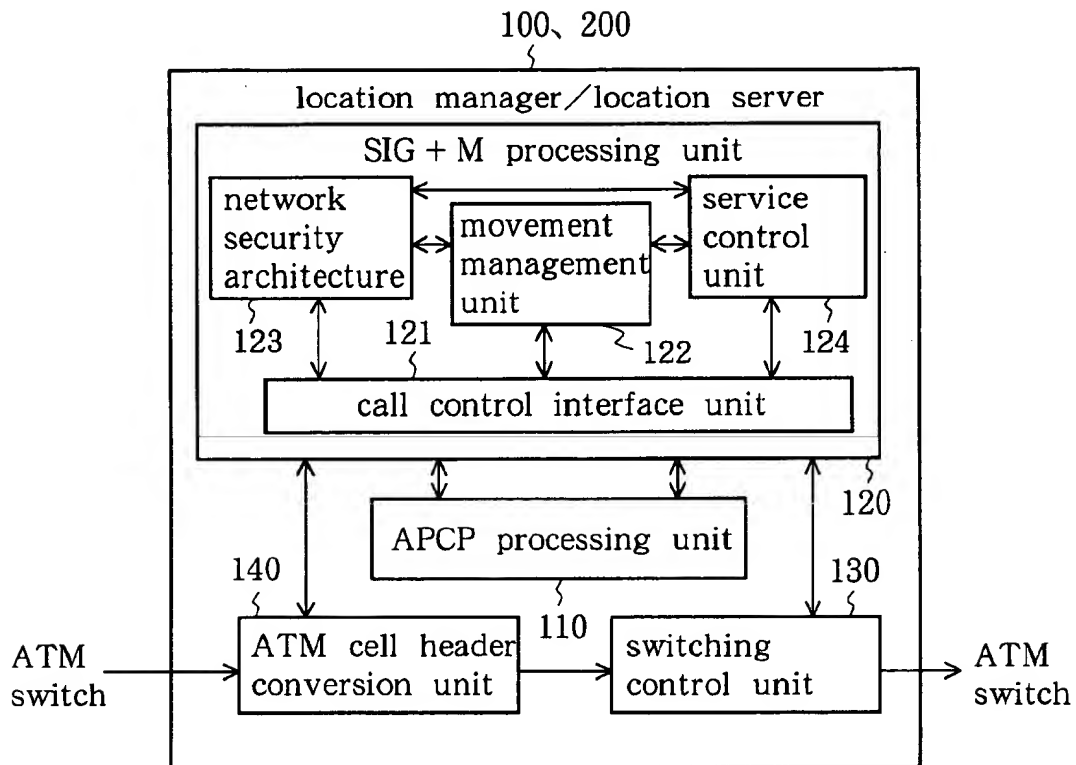 100、200
location manager/location server
SIG + M processing unit
network
security
architecture
movement
management
unit
service
control
unit
123
121
122
124
call control interface unit
120
APCP processing unit
140
110
130
ATM
switch
ATM cell header
conversion unit
switching
control unit
ATM
switch